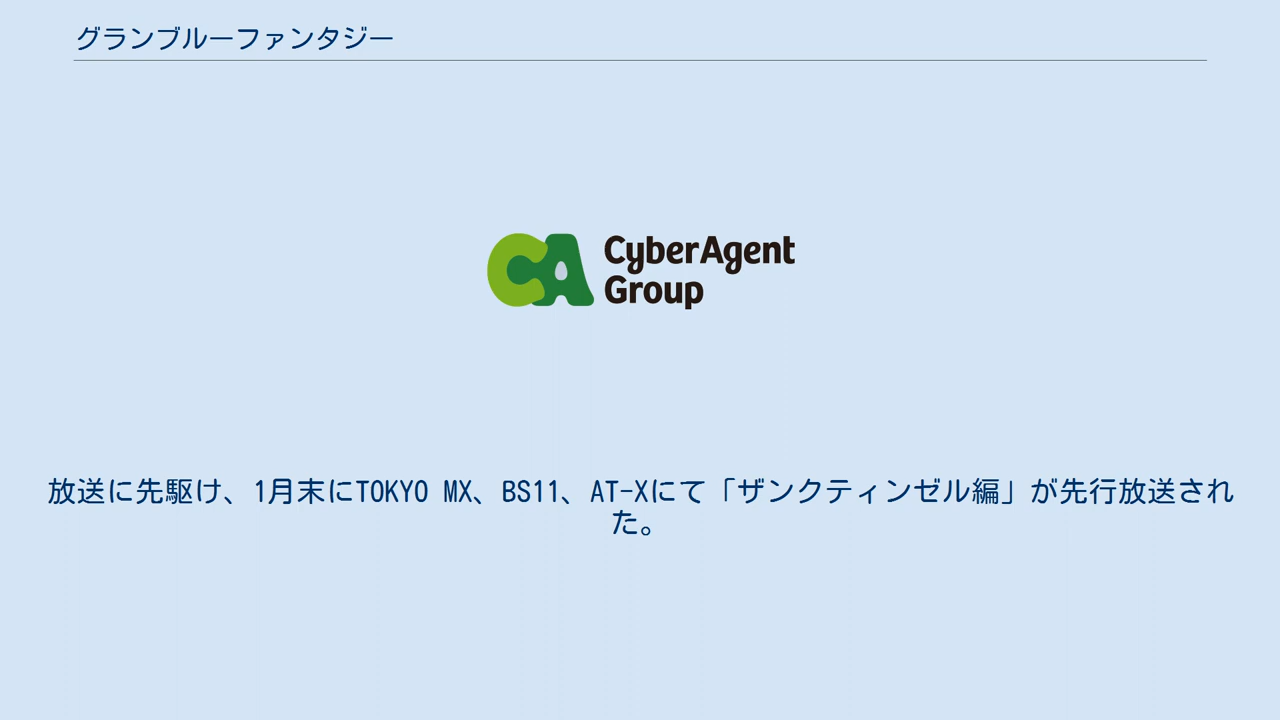 グランブルーファンタジー
CA CyberAgent
Group
放送に先駆け、1月末にTOKYO MX、BS11、AT-Xにて「ザンクティンゼル編」が先行放送され
た。